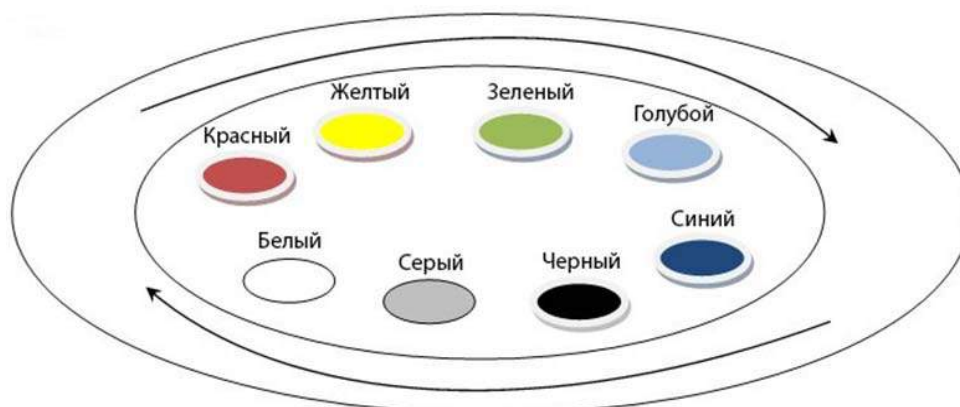 Желтый
Зеленый
Голубой
Красный
Синий
Белый
Серый
Черный